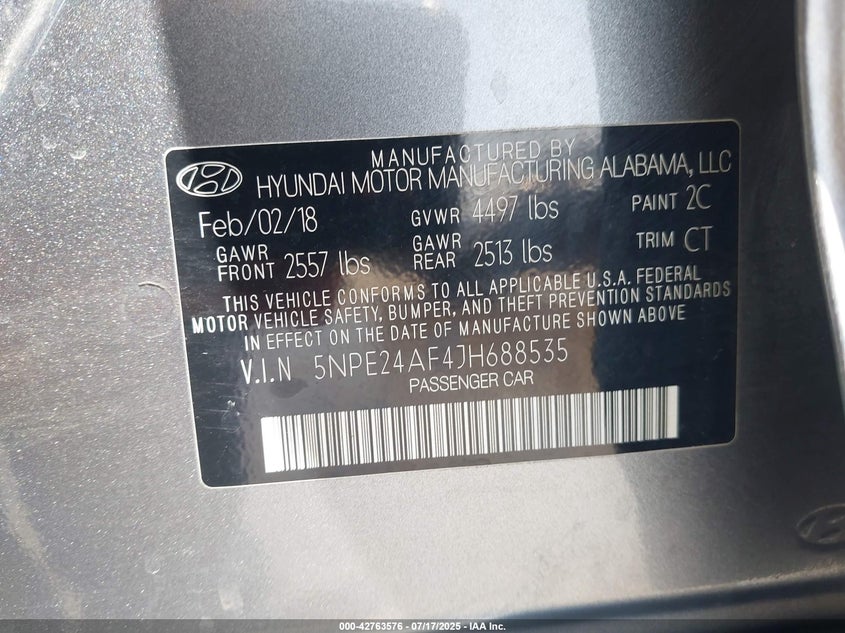 MANUFACTURED BY
HYUNDAI MOTOR MANUFACTURING ALABAMA, LLC
Feb/02/18 GVWR 4497 lbs PAINT 2C
GAWR FRONT 2557 lbs GAWR REAR 2513 lbs TRIM CT
THIS VEHICLE CONFORMS TO ALL APPLICABLE U.S.A. FEDERAL
MOTOR VEHICLE SAFETY, BUMPER, AND THEFT PREVENTION STANDARDS
IN EFFECT ON THE DATE OF MANUFACTURE SHOWN ABOVE
V.I.N 5NPE24AF4JH688535
PASSENGER CAR
000-42763576 - 07/17/2025 - IAA Inc.